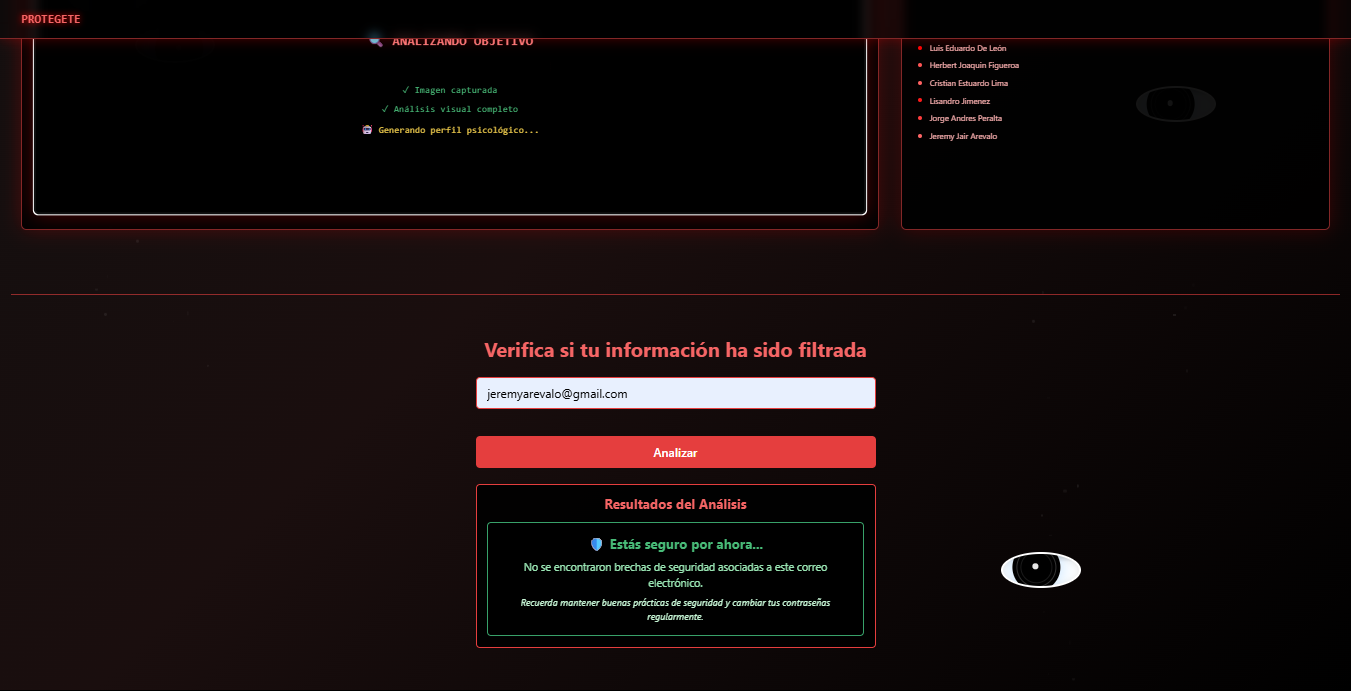 PROTEGETE
🔍 ANALIZANDO OBJETIVO
✓ Imagen capturada
✓ Análisis visual completo
🤖 Generando perfil psicológico...
Luis Eduardo De León
Herbert Joaquin Figueroa
Cristian Estuardo Lima
Lisandro Jimenez
Jorge Andres Peralta
Jeremy Jair Arevalo
Verifica si tu información ha sido filtrada
jeremyarevalo@gmail.com
Analizar
Resultados del Análisis
🛡️ Estás seguro por ahora...
No se encontraron brechas de seguridad asociadas a este correo
electrónico.
Recuerda mantener buenas prácticas de seguridad y cambiar tus contraseñas
regularmente.